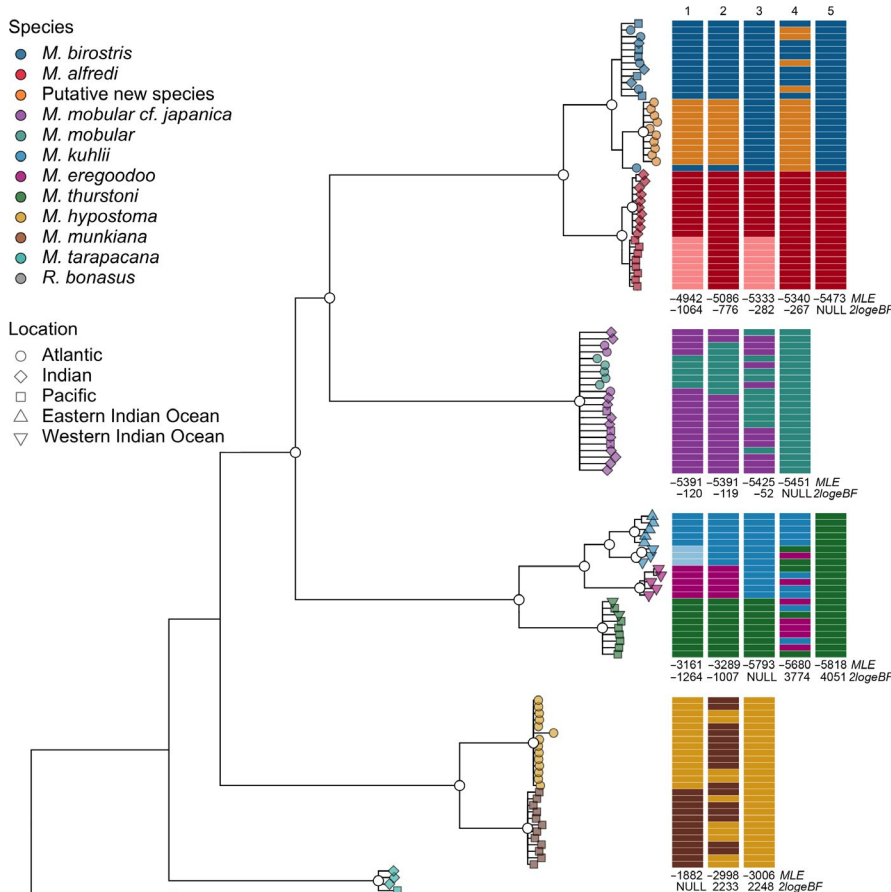 1 2 3 4 5
Species
M. birostris
M. alfredi
Putative new species
M. mobular cf. japanica
M. mobular
M. kuhlii
M. eregoodoo
M. thurstoni
M. hypostoma
M. munkiana
M. tarapacana
R. bonasus
Location
Atlantic
Indian
Pacific
Eastern Indian Ocean
Western Indian Ocean
−4942 −5086 −5333 −5340 −5473 MLE
−1064 −776 −282 −267 NULL 2logeBF
−5391 −5391 −5425 −5451 MLE
−120 −119 −52 NULL 2logeBF
−3161 −3289 −5793 −5680 −5818 MLE
−1264 −1007 NULL 3774 4051 2logeBF
−1882 −2998 −3006 MLE
NULL 2233 2248 2logeBF